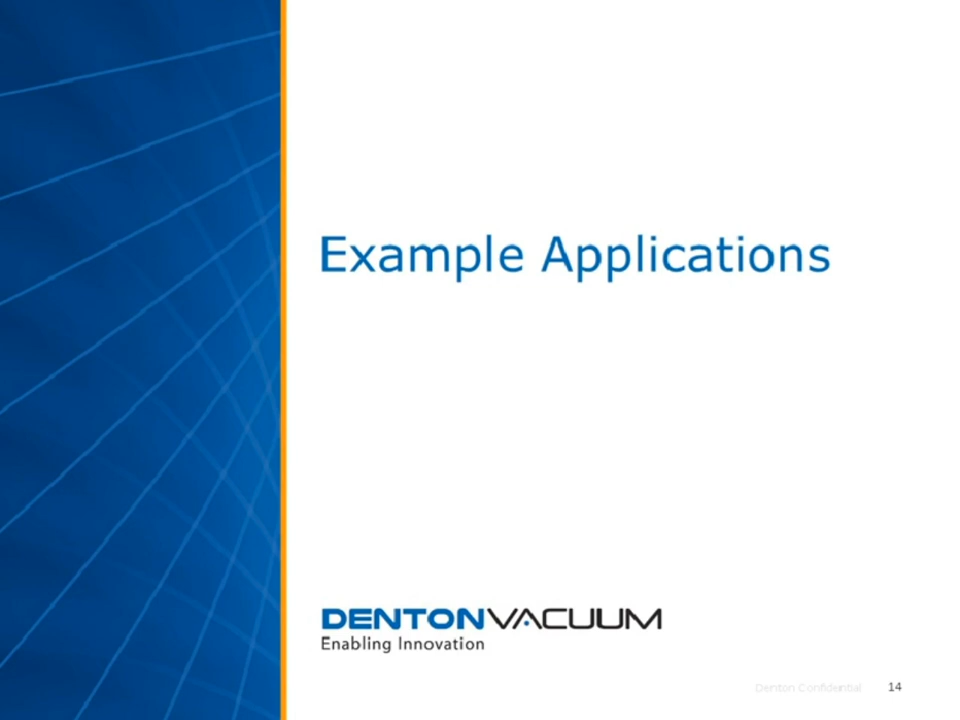 Example Applications
DENTONVACUUM
Enabling Innovation
Denton Confidential 14